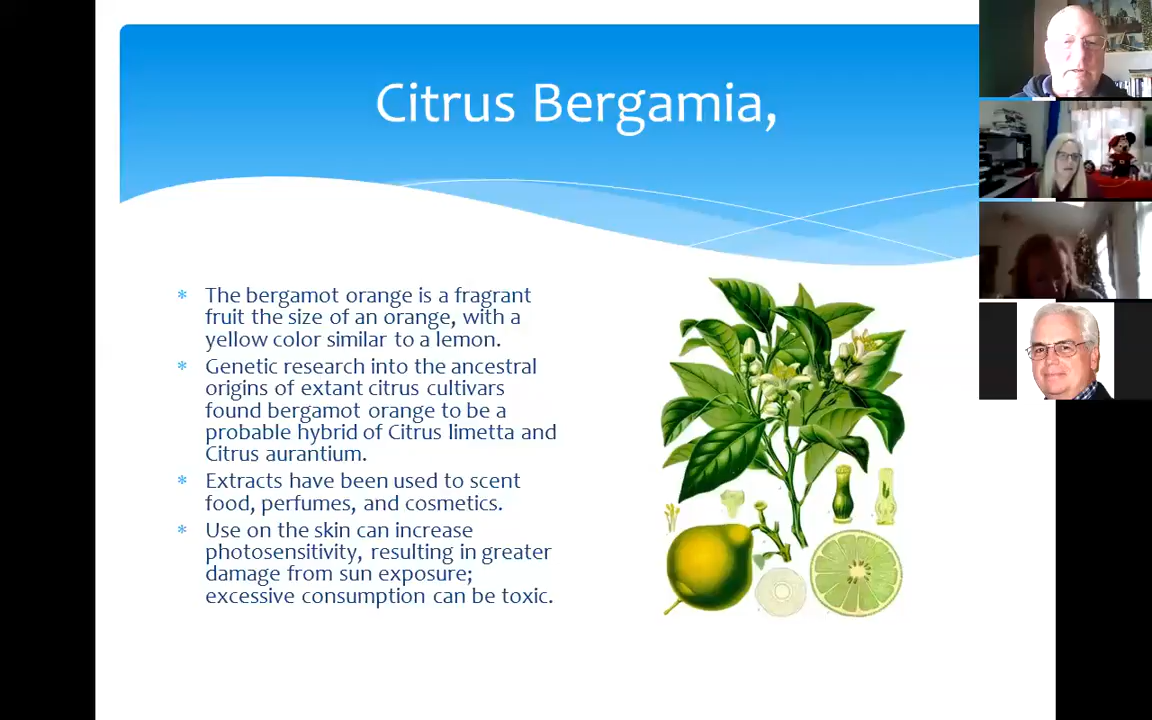 Citrus Bergamia,
* The bergamot orange is a fragrant
fruit the size of an orange, with a
yellow color similar to a lemon.
* Genetic research into the ancestral
origins of extant citrus cultivars
found bergamot orange to be a
probable hybrid of Citrus limetta and
Citrus aurantium.
* Extracts have been used to scent
food, perfumes, and cosmetics.
* Use on the skin can increase
photosensitivity, resulting in greater
damage from sun exposure;
excessive consumption can be toxic.